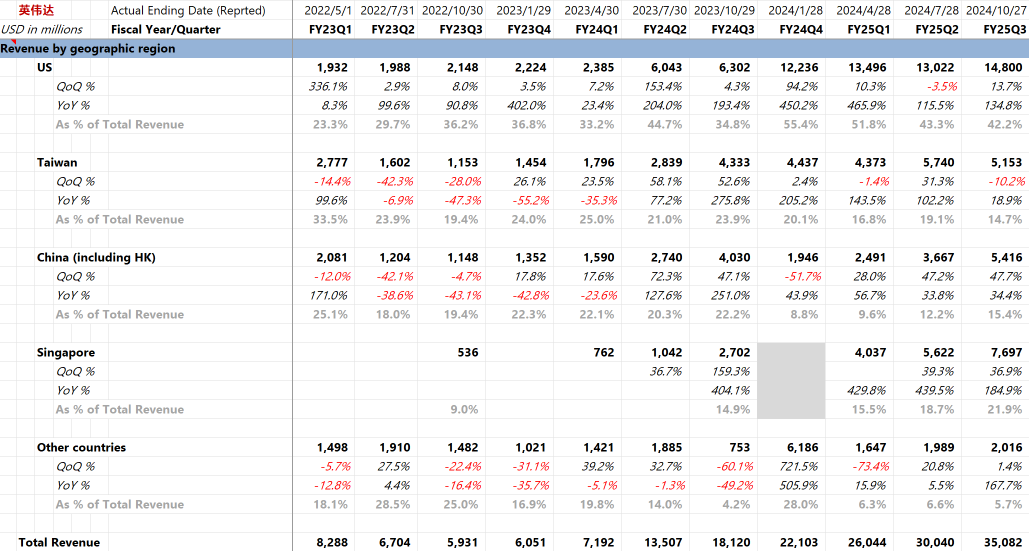 英伟达 Actual Ending Date (Reprted) 2022/5/1 2022/7/31 2022/10/30 2023/1/29 2023/4/30 2023/7/30 2023/10/29 2024/1/28 2024/4/28 2024/7/28 2024/10/27
USD in millions Fiscal Year/Quarter FY23Q1 FY23Q2 FY23Q3 FY23Q4 FY24Q1 FY24Q2 FY24Q3 FY24Q4 FY25Q1 FY25Q2 FY25Q3
Revenue by geographic region
US 1,932 1,988 2,148 2,224 2,385 6,043 6,302 12,236 13,496 13,022 14,800
QoQ % 336.1% 2.9% 8.0% 3.5% 7.2% 153.4% 4.3% 94.2% 10.3% -3.5% 13.7%
YoY % 8.3% 99.6% 90.8% 402.0% 23.4% 204.0% 193.4% 450.2% 465.9% 115.5% 134.8%
As % of Total Revenue 23.3% 29.7% 36.2% 36.8% 33.2% 44.7% 34.8% 55.4% 51.8% 43.3% 42.2%
Taiwan 2,777 1,602 1,153 1,454 1,796 2,839 4,333 4,437 4,373 5,740 5,153
QoQ % -14.4% -42.3% -28.0% 26.1% 23.5% 58.1% 52.6% 2.4% -1.4% 31.3% -10.2%
YoY % 99.6% -6.9% -47.3% -55.2% -35.3% 77.2% 275.8% 205.2% 143.5% 102.2% 18.9%
As % of Total Revenue 33.5% 23.9% 19.4% 24.0% 25.0% 21.0% 23.9% 20.1% 16.8% 19.1% 14.7%
China (including HK) 2,081 1,204 1,148 1,352 1,590 2,740 4,030 1,946 2,491 3,667 5,416
QoQ % -12.0% -42.1% -4.7% 17.8% 17.6% 72.3% 47.1% -51.7% 28.0% 47.2% 47.7%
YoY % 171.0% -38.6% -43.1% -42.8% -23.6% 127.6% 251.0% 43.9% 56.7% 33.8% 34.4%
As % of Total Revenue 25.1% 18.0% 19.4% 22.3% 22.1% 20.3% 22.2% 8.8% 9.6% 12.2% 15.4%
Singapore 536 762 1,042 2,702 4,037 5,622 7,697
QoQ % 36.7% 159.3% 39.3% 36.9%
YoY % 404.1% 429.8% 439.5% 184.9%
As % of Total Revenue 9.0% 14.9% 15.5% 18.7% 21.9%
Other countries 1,498 1,910 1,482 1,021 1,421 1,885 753 6,186 1,647 1,989 2,016
QoQ % -5.7% 27.5% -22.4% -31.1% 39.2% 32.7% -60.1% 721.5% -73.4% 20.8% 1.4%
YoY % -12.8% 4.4% -16.4% -35.7% -5.1% -1.3% -49.2% 505.9% 15.9% 5.5% 167.7%
As % of Total Revenue 18.1% 28.5% 25.0% 16.9% 19.8% 14.0% 4.2% 28.0% 6.3% 6.6% 5.7%
Total Revenue 8,288 6,704 5,931 6,051 7,192 13,507 18,120 22,103 26,044 30,040 35,082